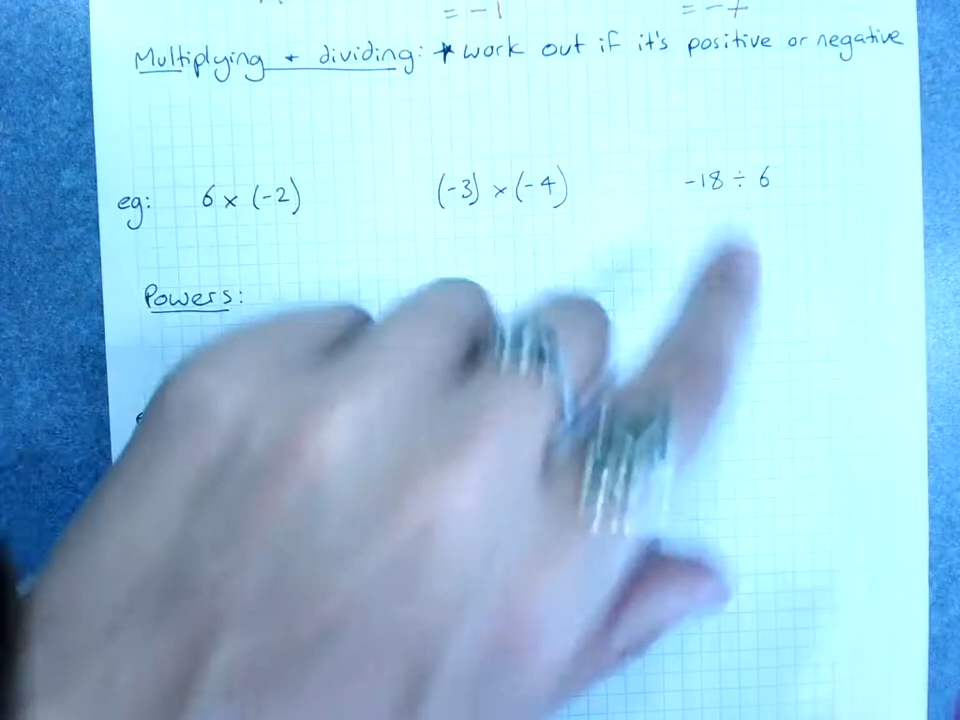 = -1 = -7
Multiplying + dividing: * work out if it's positive or negative
eg: 6 × (-2) (-3) × (-4) -18 ÷ 6
Powers: